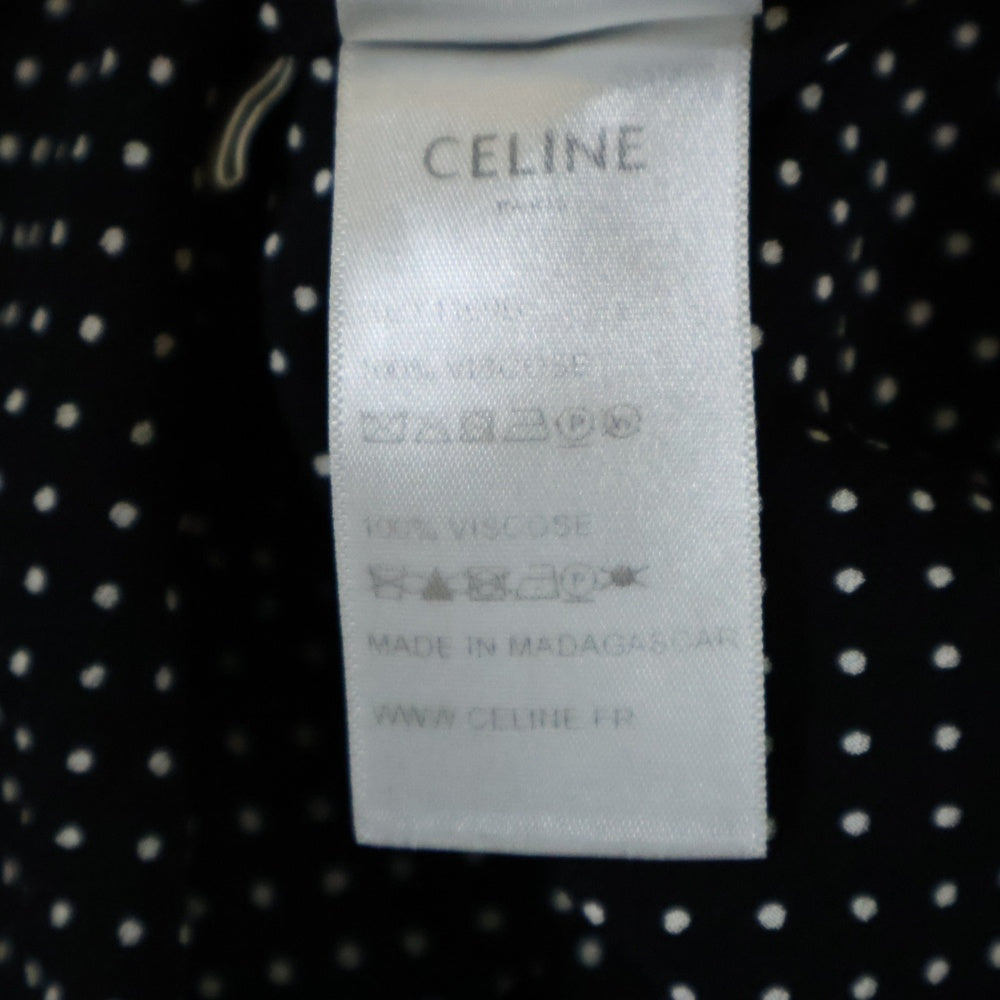 CELINE
PARIS
100% VISCOSE
100% VISCOSE
MADE IN MADAGASCAR
WWW CELINE FR